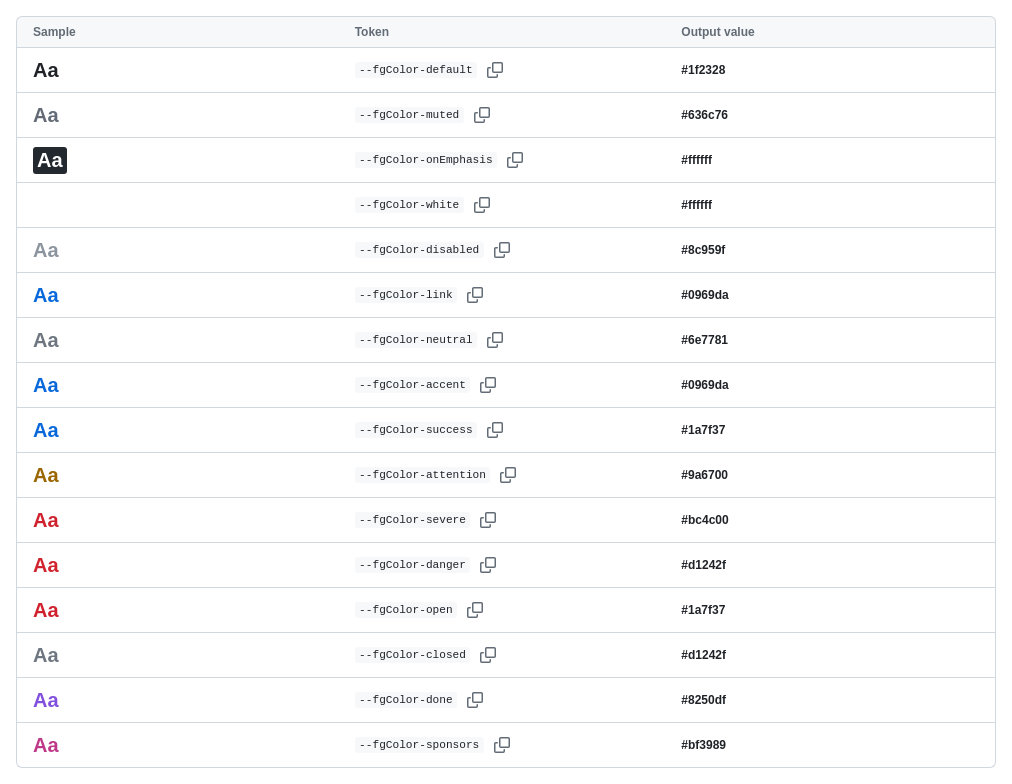 Sample Token Output value
Aa --fgColor-default #1f2328
Aa --fgColor-muted #636c76
Aa --fgColor-onEmphasis #ffffff
--fgColor-white #ffffff
Aa --fgColor-disabled #8c959f
Aa --fgColor-link #0969da
Aa --fgColor-neutral #6e7781
Aa --fgColor-accent #0969da
Aa --fgColor-success #1a7f37
Aa --fgColor-attention #9a6700
Aa --fgColor-severe #bc4c00
Aa --fgColor-danger #d1242f
Aa --fgColor-open #1a7f37
Aa --fgColor-closed #d1242f
Aa --fgColor-done #8250df
Aa --fgColor-sponsors #bf3989